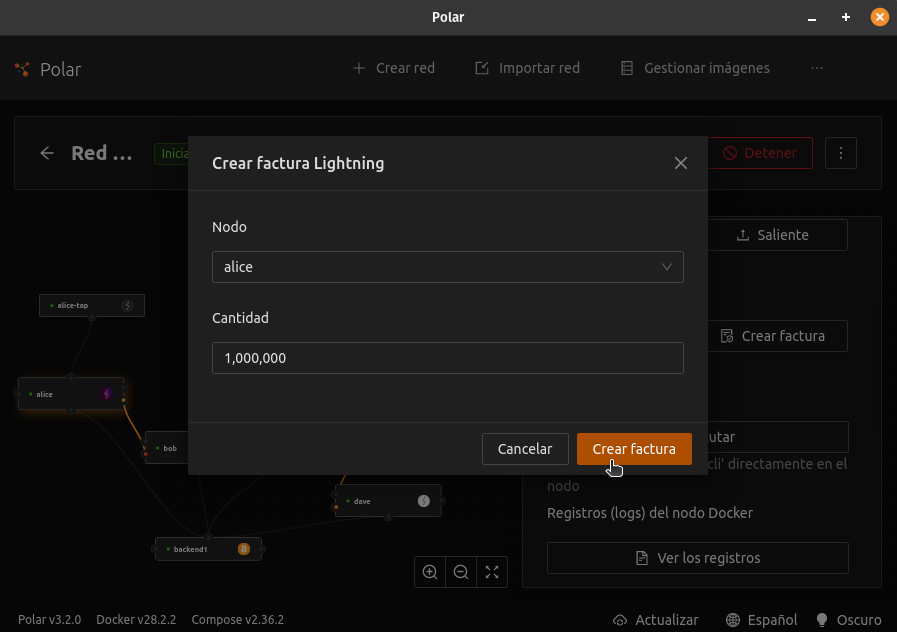 Polar
Polar
Crear red
Importar red
Gestionar imágenes
Red ...
Inicia
Detener
Crear factura Lightning
Nodo
alice
Cantidad
1,000,000
Cancelar
Crear factura
Saliente
Crear factura
utar
cli' directamente en el
nodo
Registros (logs) del nodo Docker
Ver los registros
alice-tap
alice
bob
dave
backend1
Polar v3.2.0 Docker v28.2.2 Compose v2.36.2
Actualizar
Español
Oscuro